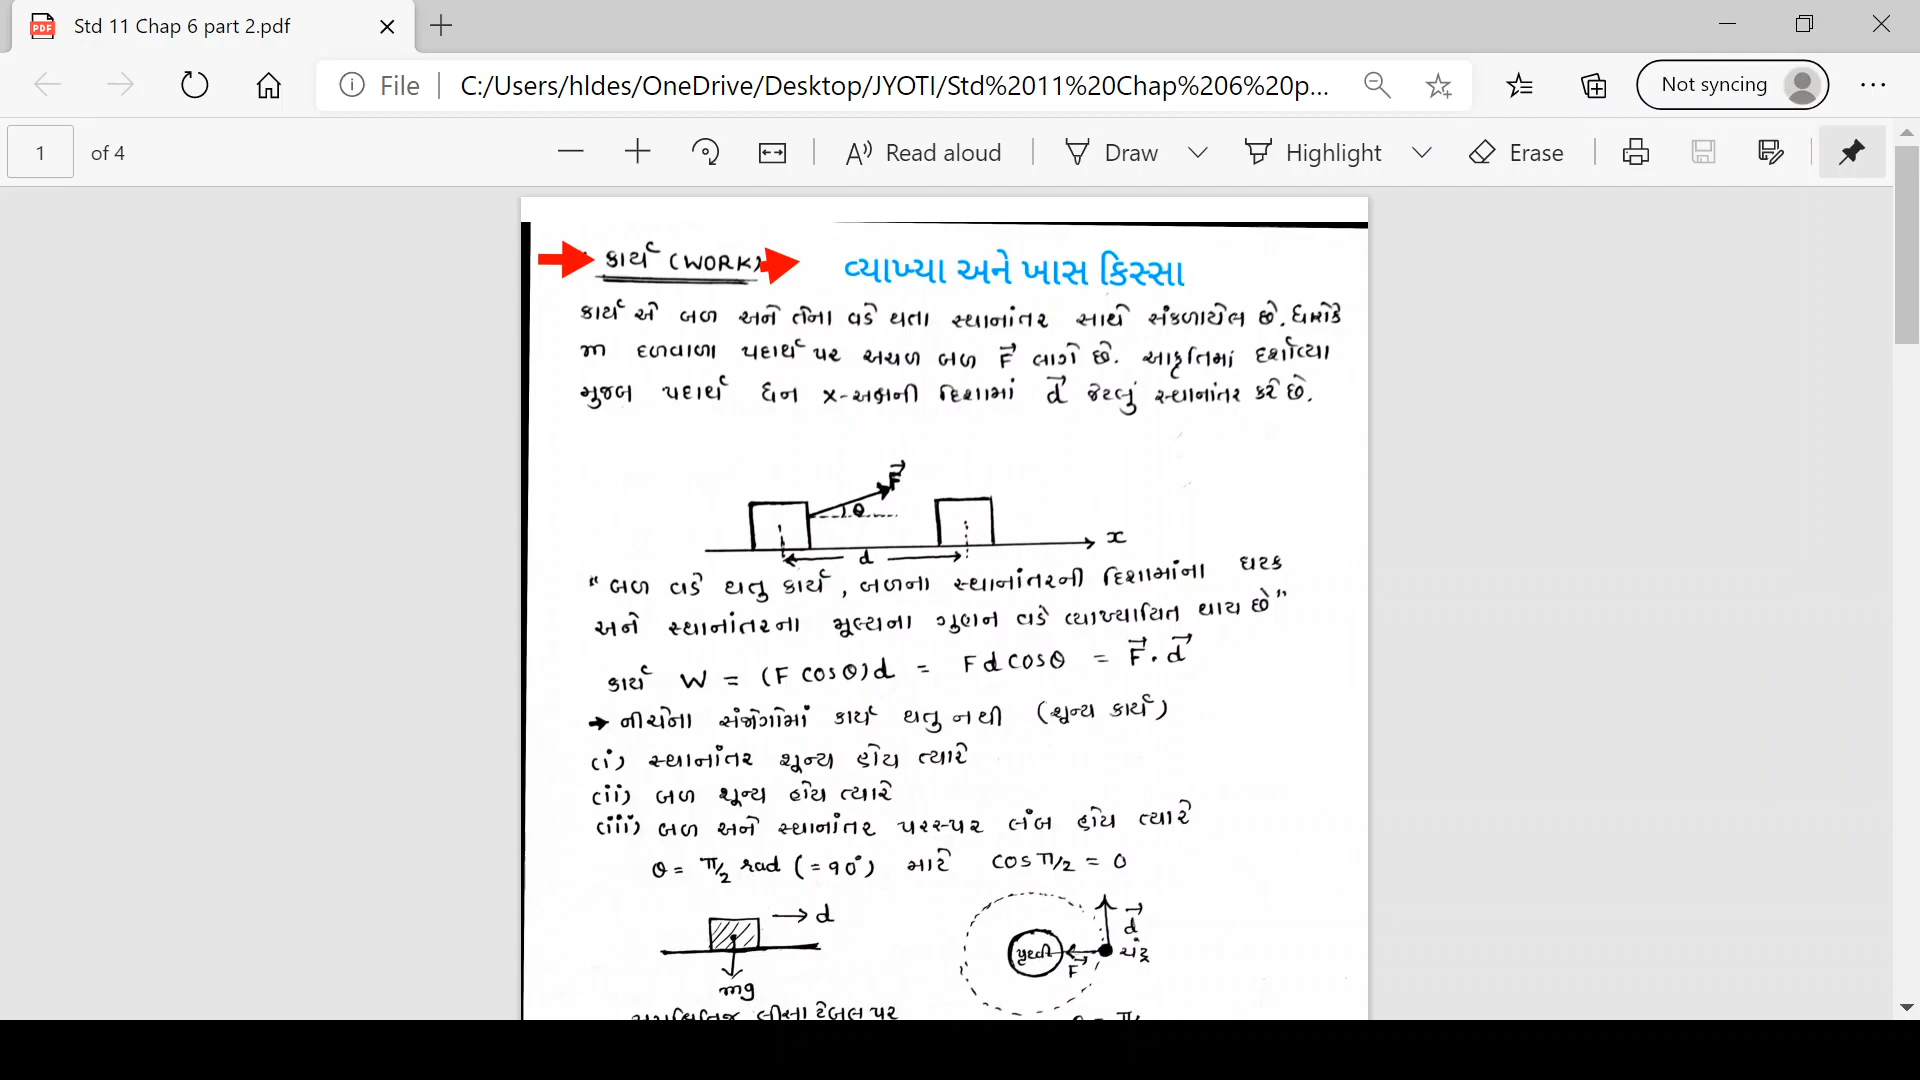 Std 11 Chap 6 part 2.pdf
File C:/Users/hldes/OneDrive/Desktop/JYOTI/Std%2011%20Chap%206%20p... Not syncing
1 of 4 Read aloud Draw Highlight Erase
કાર્ય (WORK) વ્યાખ્યા અને ખાસ કિસ્સા
કાર્ય એ બળ અને તેના વડે થતા સ્થાનાંતર સાથે સંકળાયેલ છે. ધારોકે
m દળવાળા પદાર્થ પર અચળ બળ F⃗ લાગે છે. આકૃતિમાં દર્શાવ્યા
મુજબ પદાર્થ ધન x-અક્ષની દિશામાં d⃗ જેટલું સ્થાનાંતર કરે છે.
F⃗
θ
x
d
"બળ વડે થતુ કાર્ય, બળના સ્થાનાંતરની દિશામાંના ઘટક
અને સ્થાનાંતરના મૂલ્યના ગુણન વડે વ્યાખ્યાયિત થાય છે"
કાર્ય W = (F cosθ)d = Fd cosθ = F⃗ . d⃗
→ નીચેના સંજોગોમાં કાર્ય થતુ નથી (શૂન્ય કાર્ય)
(i) સ્થાનાંતર શૂન્ય હોય ત્યારે
(ii) બળ શૂન્ય હોય ત્યારે
(iii) બળ અને સ્થાનાંતર પરસ્પર લંબ હોય ત્યારે
θ = π/2 rad (= 90°) માટે cos π/2 = 0
d
d⃗
પૃથ્વી F⃗ ચંદ્ર
mg
સમક્ષિતિજ લીસા ટેબલ પર